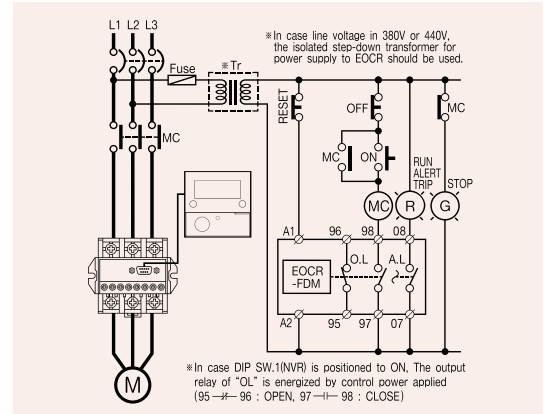 L1 L2 L3
※In case line voltage in 380V or 440V,
the isolated step-down transformer for
power supply to EOCR should be used.
※Tr
Fuse
RESET
OFF
MC
MC
MC
ON
RUN
ALERT
TRIP
STOP
MC
R
G
A1
96
98
08
O.L
A.L
EOCR
-FDM
A2
95
97
07
M
※In case DIP SW.1(NVR) is positioned to ON, The output
relay of "OL" is energized by control power applied
(95 96 : OPEN, 97 98 : CLOSE)